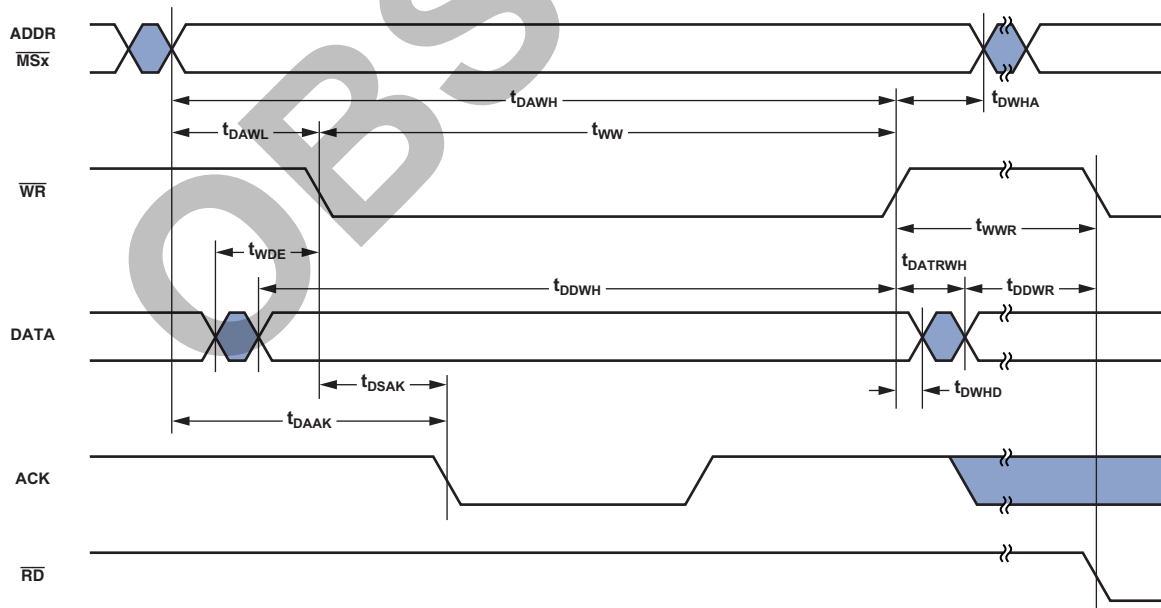 ADDR
MSx
tDAWH
tDWHA
tDAWL
tWW
WR
tWWR
tWDE
tDATRWH
tDDWH
tDDWR
DATA
tDSAK
tDWHD
tDAAK
ACK
RD
OBS